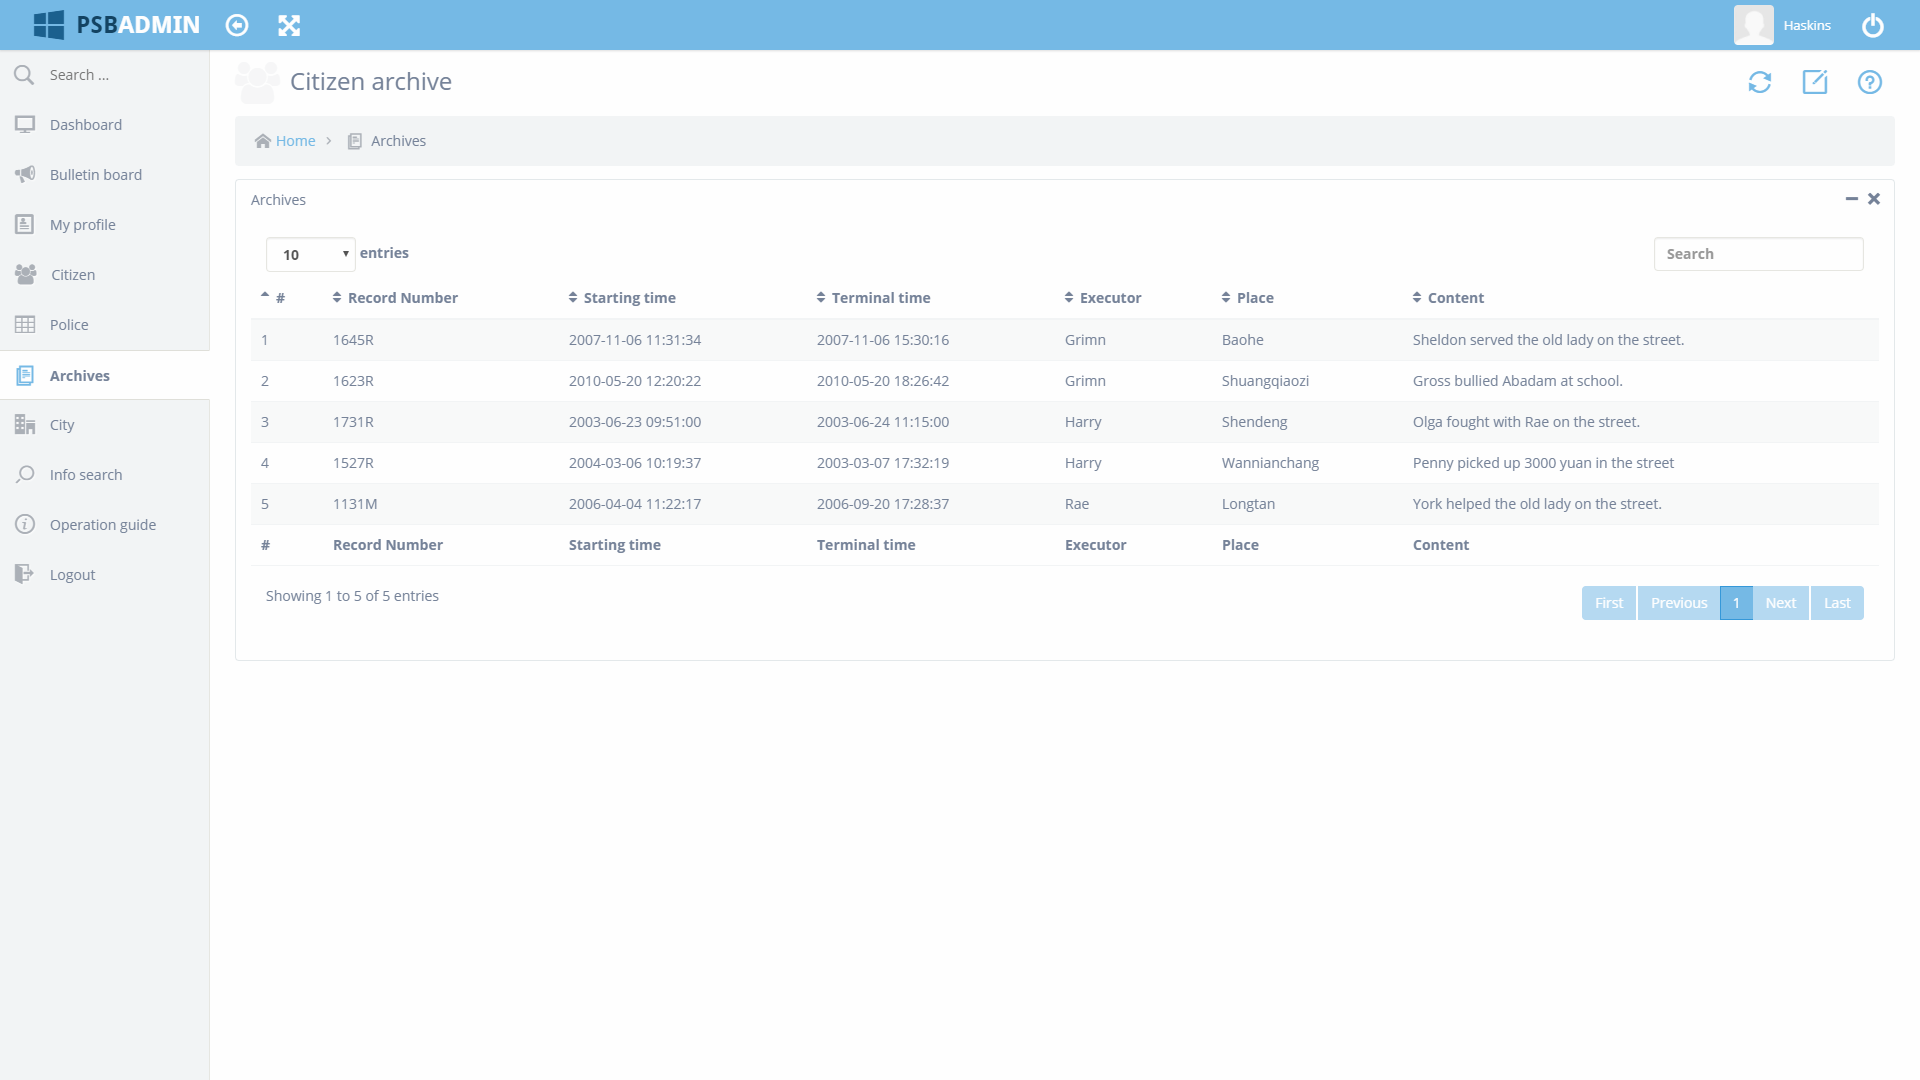 PSBADMIN
Haskins
Search ...
Dashboard
Bulletin board
My profile
Citizen
Police
Archives
City
Info search
Operation guide
Logout
Citizen archive
Home > Archives
Archives
10 entries
Search
# Record Number Starting time Terminal time Executor Place Content
1 1645R 2007-11-06 11:31:34 2007-11-06 15:30:16 Grimn Baohe Sheldon served the old lady on the street.
2 1623R 2010-05-20 12:20:22 2010-05-20 18:26:42 Grimn Shuangqiaozi Gross bullied Abadam at school.
3 1731R 2003-06-23 09:51:00 2003-06-24 11:15:00 Harry Shendeng Olga fought with Rae on the street.
4 1527R 2004-03-06 10:19:37 2003-03-07 17:32:19 Harry Wannianchang Penny picked up 3000 yuan in the street
5 1131M 2006-04-04 11:22:17 2006-09-20 17:28:37 Rae Longtan York helped the old lady on the street.
# Record Number Starting time Terminal time Executor Place Content
Showing 1 to 5 of 5 entries
First Previous 1 Next Last